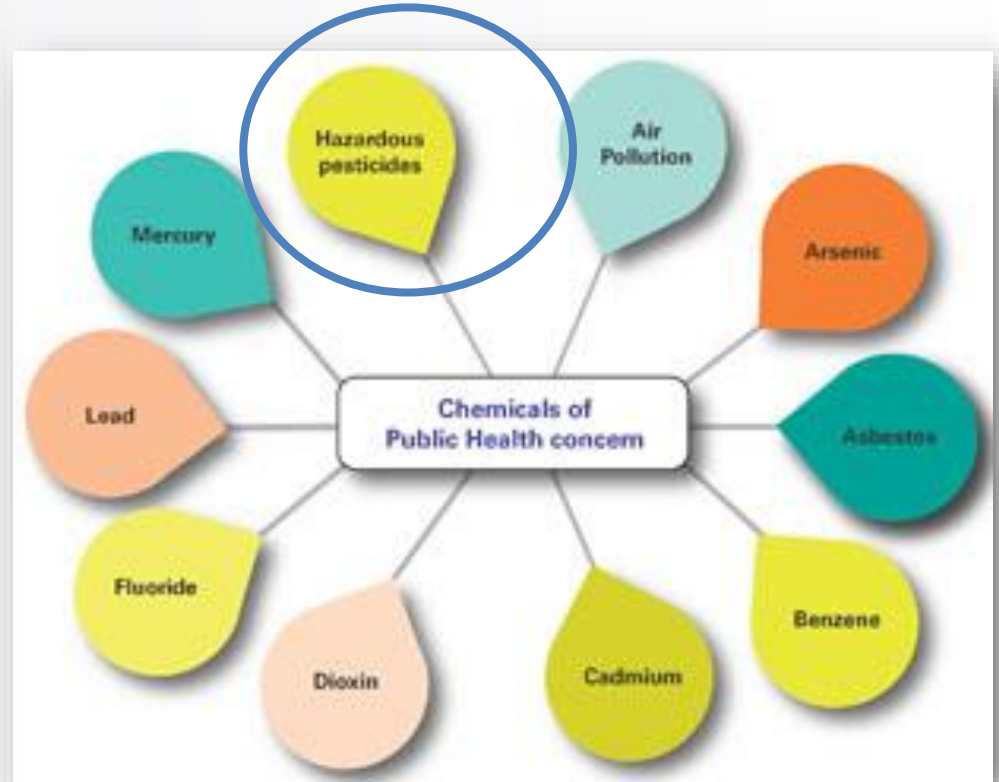 Hazardous
pesticides
Air
Pollution
Mercury
Arsenic
Lead
Chemicals of
Public Health concern
Asbestos
Fluoride
Benzene
Dioxin
Cadmium